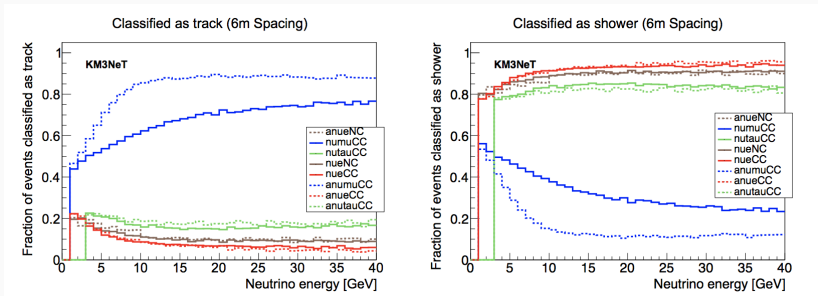 Classified as track (6m Spacing)
Fraction of events classified as track
1
0.8
0.6
0.4
0.2
0
KM3NeT
anueNC
numuCC
nutauCC
nueNC
nueCC
anumuCC
anueCC
anutauCC
0 5 10 15 20 25 30 35 40
Neutrino energy [GeV]
Classified as shower (6m Spacing)
Fraction of events classified as shower
1
0.8
0.6
0.4
0.2
0
KM3NeT
anueNC
numuCC
nutauCC
nueNC
nueCC
anumuCC
anueCC
anutauCC
0 5 10 15 20 25 30 35 40
Neutrino energy [GeV]